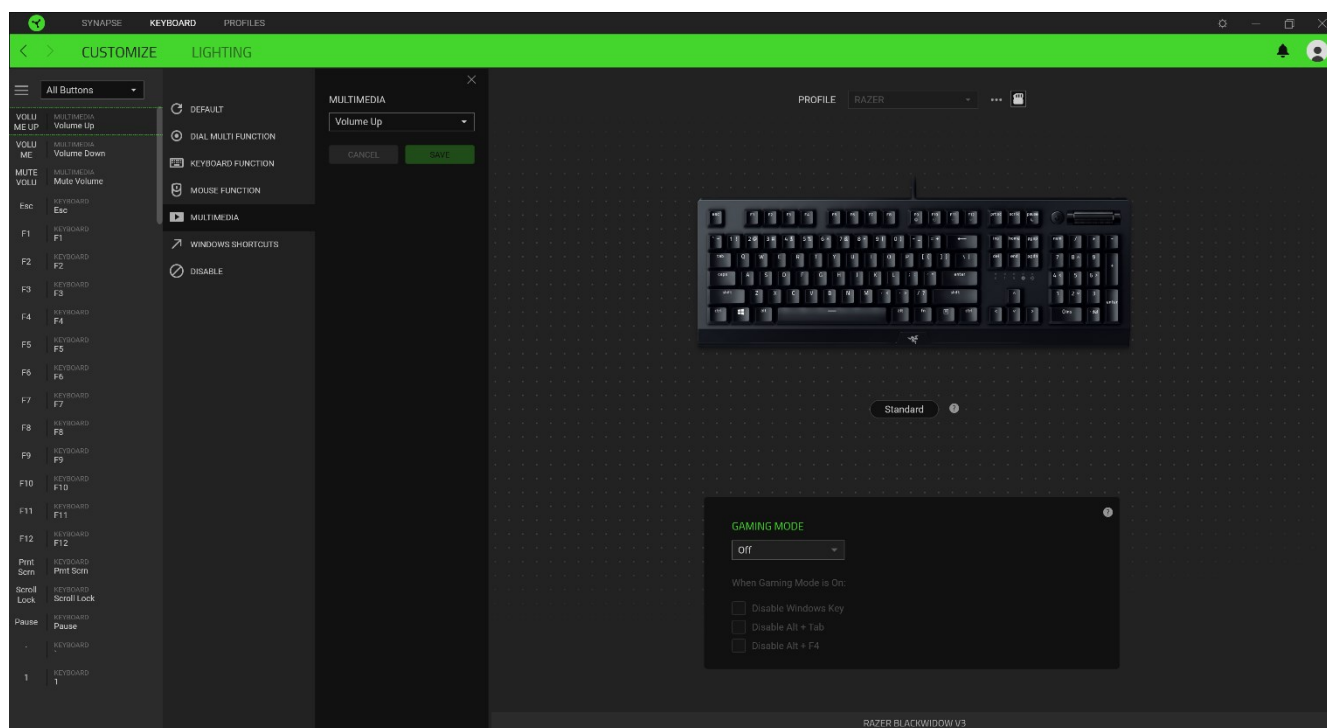 SYNAPSE KEYBOARD PROFILES
CUSTOMIZE LIGHTING
All Buttons
VOLU
ME UP
MULTIMEDIA
Volume Up
VOLU
ME
MULTIMEDIA
Volume Down
MUTE
VOLU
MULTIMEDIA
Mute Volume
Esc
KEYBOARD
Esc
F1
KEYBOARD
F1
F2
KEYBOARD
F2
F3
KEYBOARD
F3
F4
KEYBOARD
F4
F5
KEYBOARD
F5
F6
KEYBOARD
F6
F7
KEYBOARD
F7
F8
KEYBOARD
F8
F9
KEYBOARD
F9
F10
KEYBOARD
F10
F11
KEYBOARD
F11
F12
KEYBOARD
F12
Prnt
Scrn
KEYBOARD
Prnt Scrn
Scroll
Lock
KEYBOARD
Scroll Lock
Pause
KEYBOARD
Pause
KEYBOARD
1
KEYBOARD
1
DEFAULT
DIAL MULTI FUNCTION
KEYBOARD FUNCTION
MOUSE FUNCTION
MULTIMEDIA
WINDOWS SHORTCUTS
DISABLE
MULTIMEDIA
Volume Up
CANCEL SAVE
PROFILE RAZER
Standard
GAMING MODE
Off
When Gaming Mode is On:
Disable Windows Key
Disable Alt + Tab
Disable Alt + F4
RAZER BLACKWIDOW V3